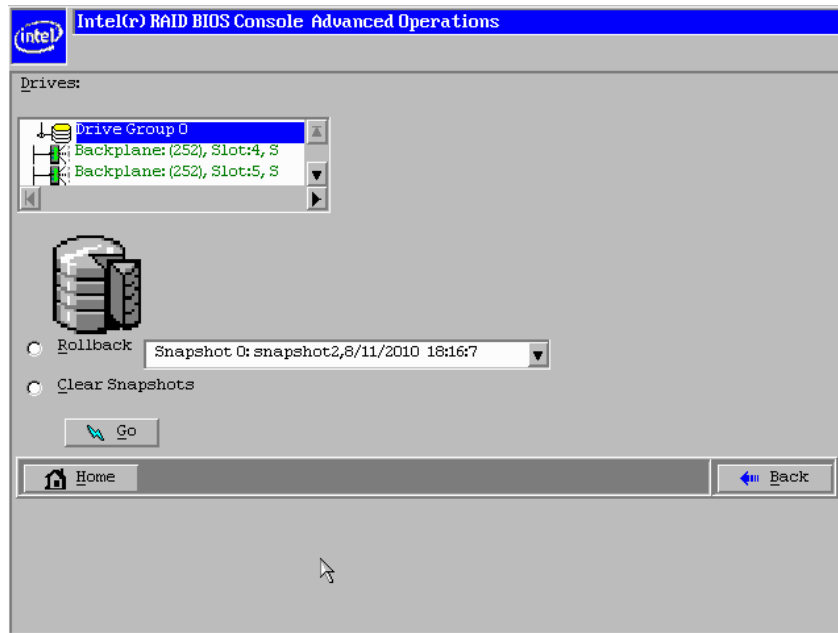 intel
Intel(r) RAID BIOS Console Advanced Operations
Drives:
Drive Group 0
Backplane: (252), Slot:4, S
Backplane: (252), Slot:5, S
Rollback
Snapshot 0: snapshot2,8/11/2010 18:16:7
Clear Snapshots
Go
Home
Back